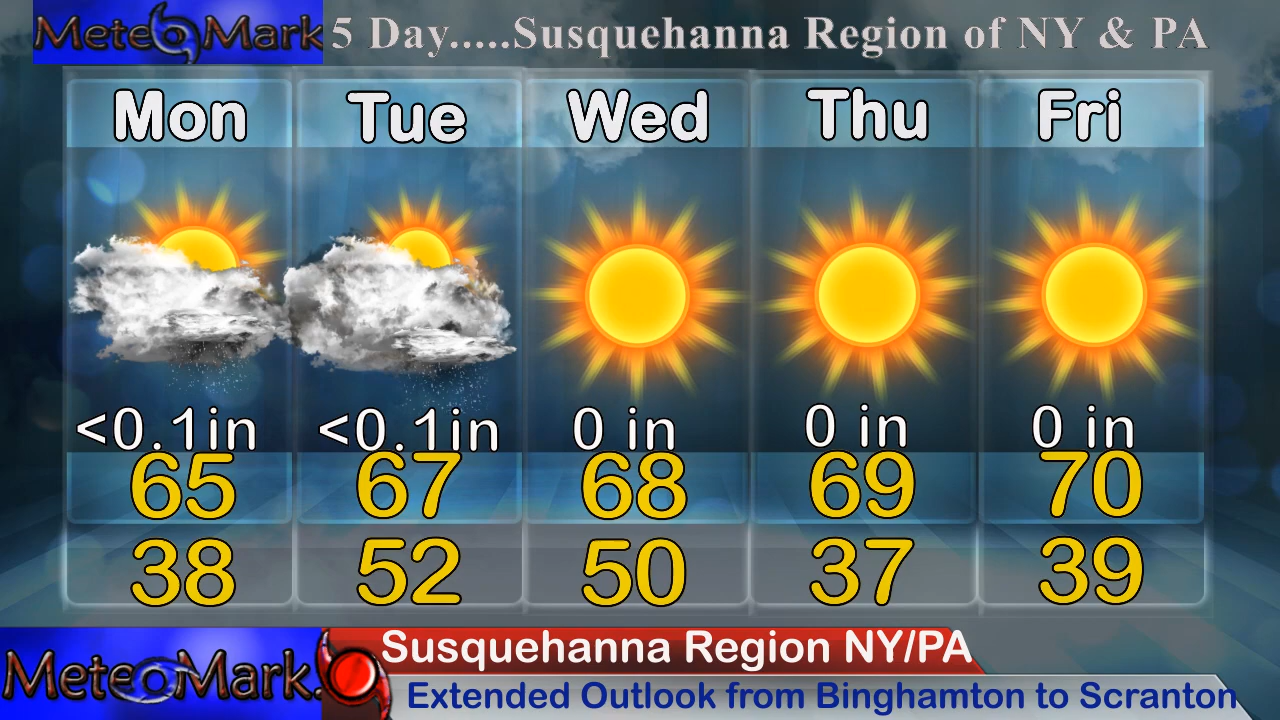 MeteoMark 5 Day.....Susquehanna Region of NY & PA
Mon Tue Wed Thu Fri
<0.1in <0.1in 0 in 0 in 0 in
65 67 68 69 70
38 52 50 37 39
Susquehanna Region NY/PA
MeteoMark.
Extended Outlook from Binghamton to Scranton